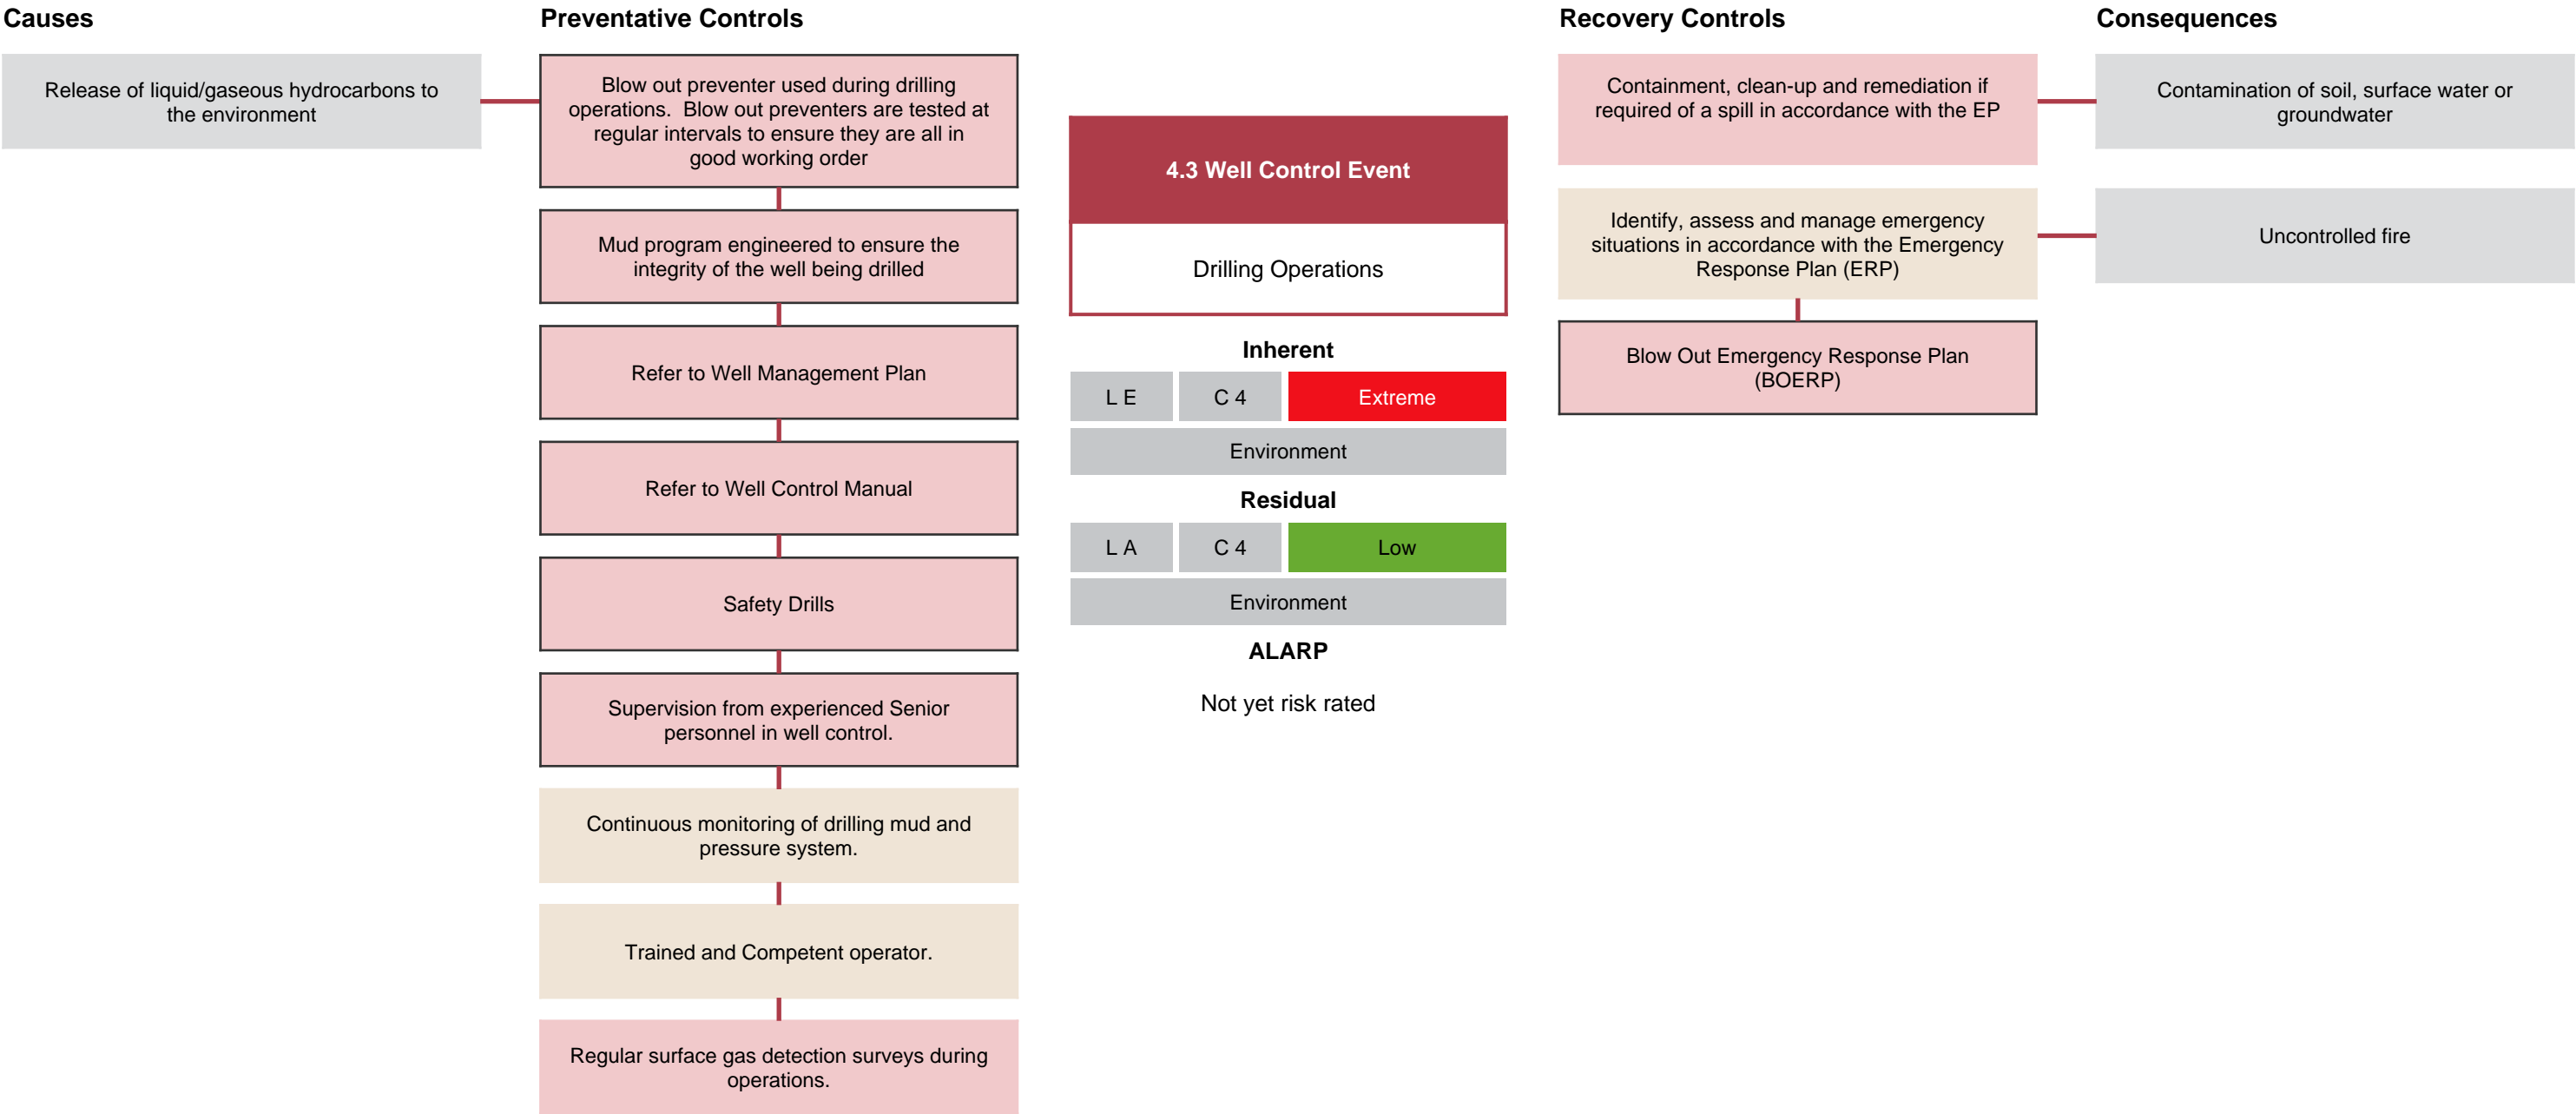 Causes
Release of liquid/gaseous hydrocarbons to
the environment
Preventative Controls
Blow out preventer used during drilling
operations.  Blow out preventers are tested at
regular intervals to ensure they are all in
good working order
Mud program engineered to ensure the
integrity of the well being drilled
Refer to Well Management Plan
Refer to Well Control Manual
Safety Drills
Supervision from experienced Senior
personnel in well control.
Continuous monitoring of drilling mud and
pressure system.
Trained and Competent operator.
Regular surface gas detection surveys during
operations.
4.3 Well Control Event
Drilling Operations
Inherent
L E
C 4
Extreme
Environment
Residual
L A
C 4
Low
Environment
ALARP
Not yet risk rated
Recovery Controls
Containment, clean-up and remediation if
required of a spill in accordance with the EP
Identify, assess and manage emergency
situations in accordance with the Emergency
Response Plan (ERP)
Blow Out Emergency Response Plan
(BOERP)
Consequences
Contamination of soil, surface water or
groundwater
Uncontrolled fire